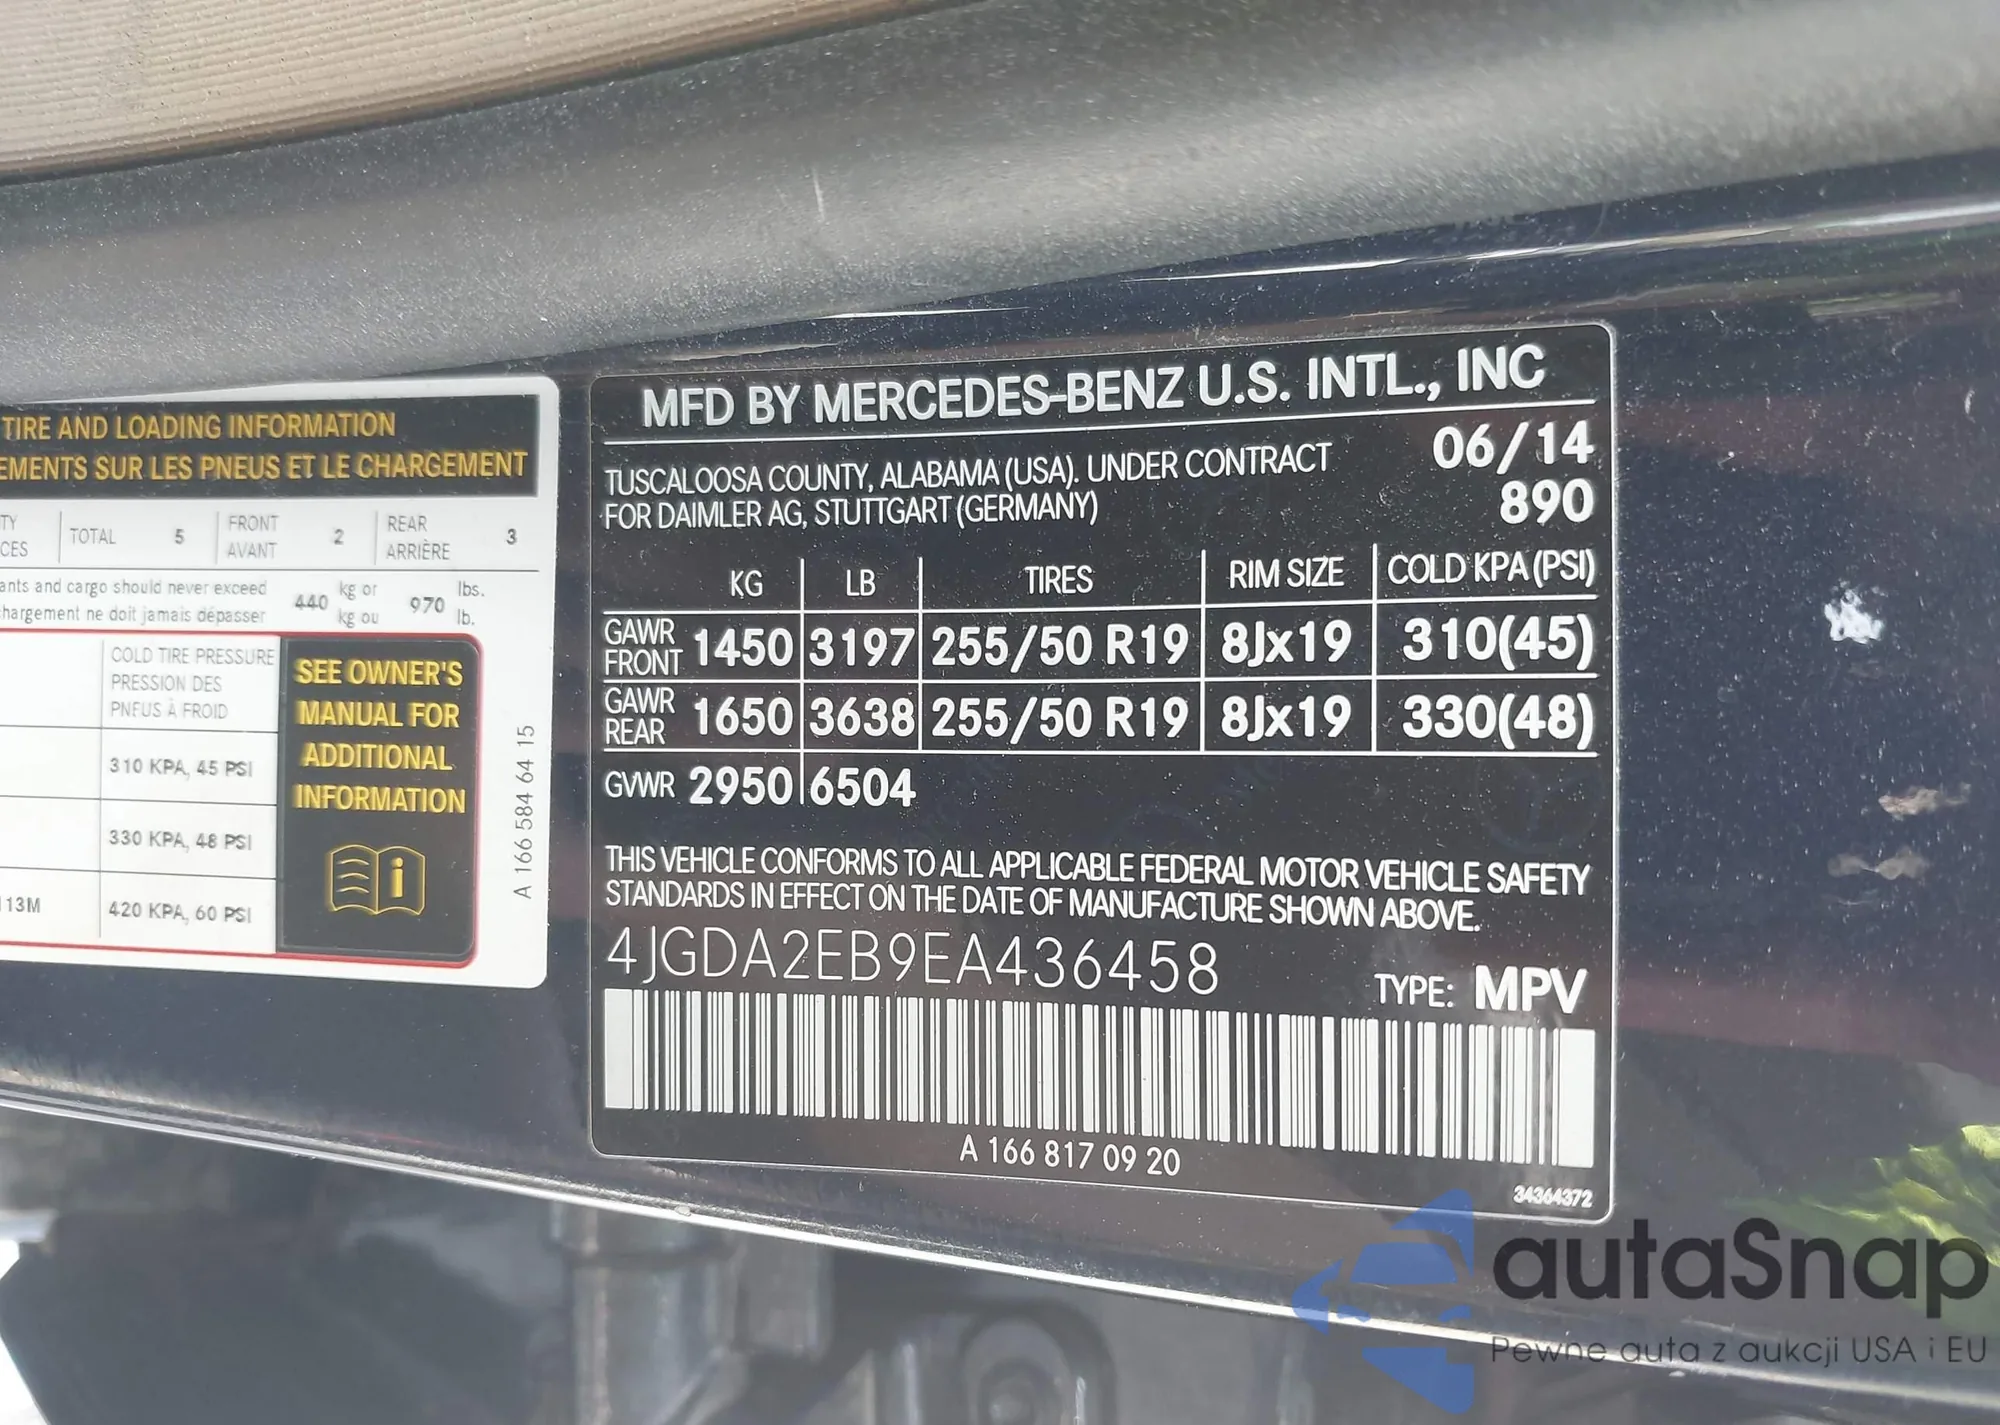 TIRE AND LOADING INFORMATION
EMENTS SUR LES PNEUS ET LE CHARGEMENT
TY
CES
TOTAL 5
FRONT
AVANT
2
REAR
ARRIÈRE
3
ants and cargo should never exceed
hargement ne doit jamais dépasser
440
kg or
kg ou
970
lbs.
lb.
COLD TIRE PRESSURE
PRESSION DES
PNEUS À FROID
310 KPA, 45 PSI
330 KPA, 48 PSI
13M
420 KPA, 60 PSI
SEE OWNER'S
MANUAL FOR
ADDITIONAL
INFORMATION
i
A 166 584 64 15
MFD BY MERCEDES-BENZ U.S. INTL., INC
TUSCALOOSA COUNTY, ALABAMA (USA). UNDER CONTRACT
FOR DAIMLER AG, STUTTGART (GERMANY)
06/14
890
KG LB TIRES RIM SIZE COLD KPA (PSI)
GAWR
FRONT
1450 3197 255/50 R19 8Jx19 310(45)
GAWR
REAR
1650 3638 255/50 R19 8Jx19 330(48)
GVWR 2950 6504
THIS VEHICLE CONFORMS TO ALL APPLICABLE FEDERAL MOTOR VEHICLE SAFETY
STANDARDS IN EFFECT ON THE DATE OF MANUFACTURE SHOWN ABOVE.
4JGDA2EB9EA436458
TYPE: MPV
A 166 817 09 20
34364372
autaSnap
Pewne auta z aukcji USA i EU